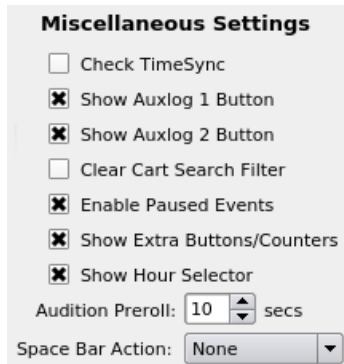 Miscellaneous Settings
Check TimeSync
Show Auxlog 1 Button
Show Auxlog 2 Button
Clear Cart Search Filter
Enable Paused Events
Show Extra Buttons/Counters
Show Hour Selector
Audition Preroll: 10 secs
Space Bar Action: None